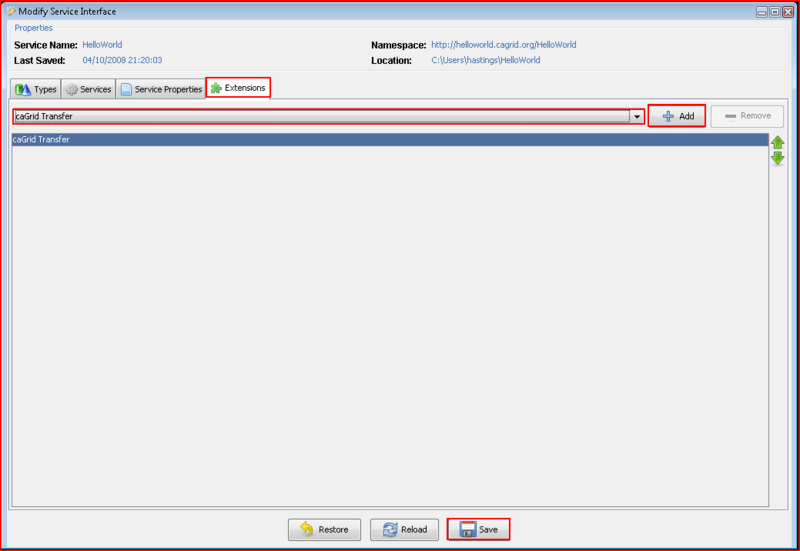 Modify Service Interface
Properties
Service Name: HelloWorld
Namespace: http://helloworld.cagrid.org/HelloWorld
Last Saved: 04/10/2008 21:20:03
Location: C:\Users\hastings\HelloWorld
Types Services Service Properties Extensions
caGrid Transfer Add Remove
caGrid Transfer
Restore Reload Save